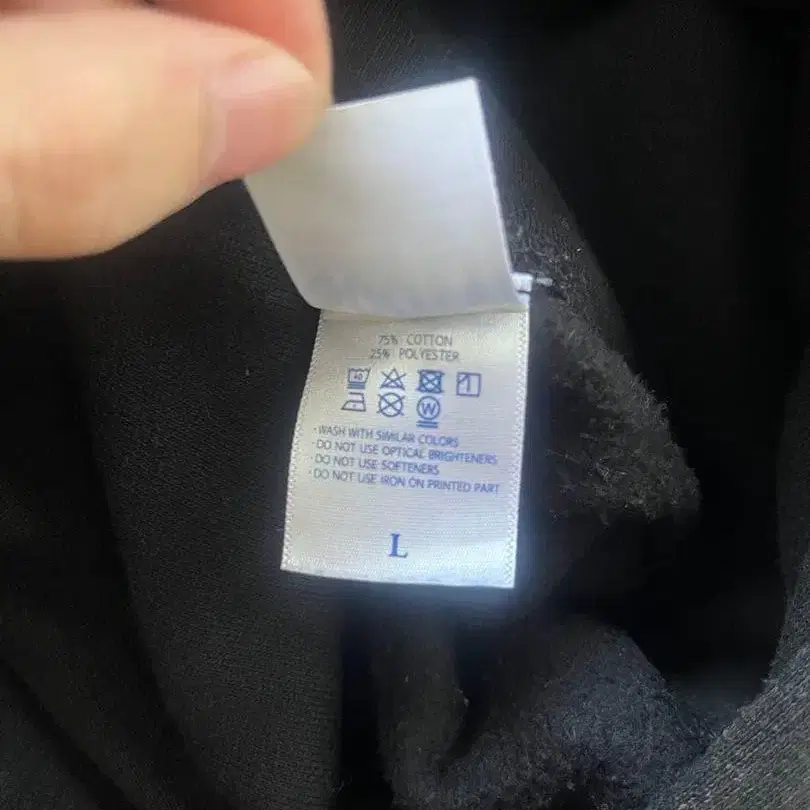 75% COTTON
25% POLYESTER
40
W
·WASH WITH SIMILAR COLORS
·DO NOT USE OPTICAL BRIGHTENERS
·DO NOT USE SOFTENERS
·DO NOT USE IRON ON PRINTED PART
L